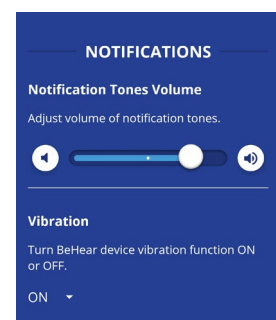 NOTIFICATIONS
Notification Tones Volume
Adjust volume of notification tones.
Vibration
Turn BeHear device vibration function ON
or OFF.
ON